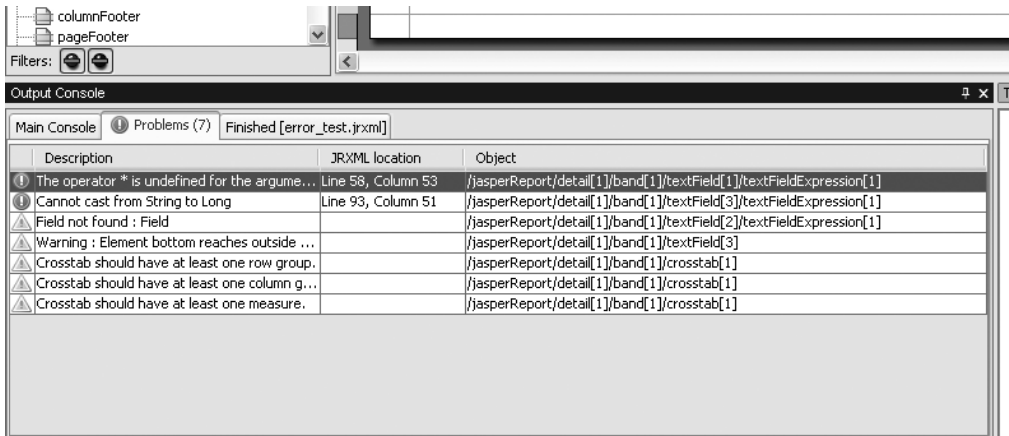 columnFooter
pageFooter
Filters:
Output Console
Main Console Problems (7) Finished [error_test.jrxml]
Description JRXML location Object
The operator * is undefined for the argume... Line 58, Column 53 /jasperReport/detail[1]/band[1]/textField[1]/textFieldExpression[1]
Cannot cast from String to Long Line 93, Column 51 /jasperReport/detail[1]/band[1]/textField[3]/textFieldExpression[1]
Field not found : Field /jasperReport/detail[1]/band[1]/textField[2]/textFieldExpression[1]
Warning : Element bottom reaches outside ... /jasperReport/detail[1]/band[1]/textField[3]
Crosstab should have at least one row group. /jasperReport/detail[1]/band[1]/crosstab[1]
Crosstab should have at least one column g... /jasperReport/detail[1]/band[1]/crosstab[1]
Crosstab should have at least one measure. /jasperReport/detail[1]/band[1]/crosstab[1]